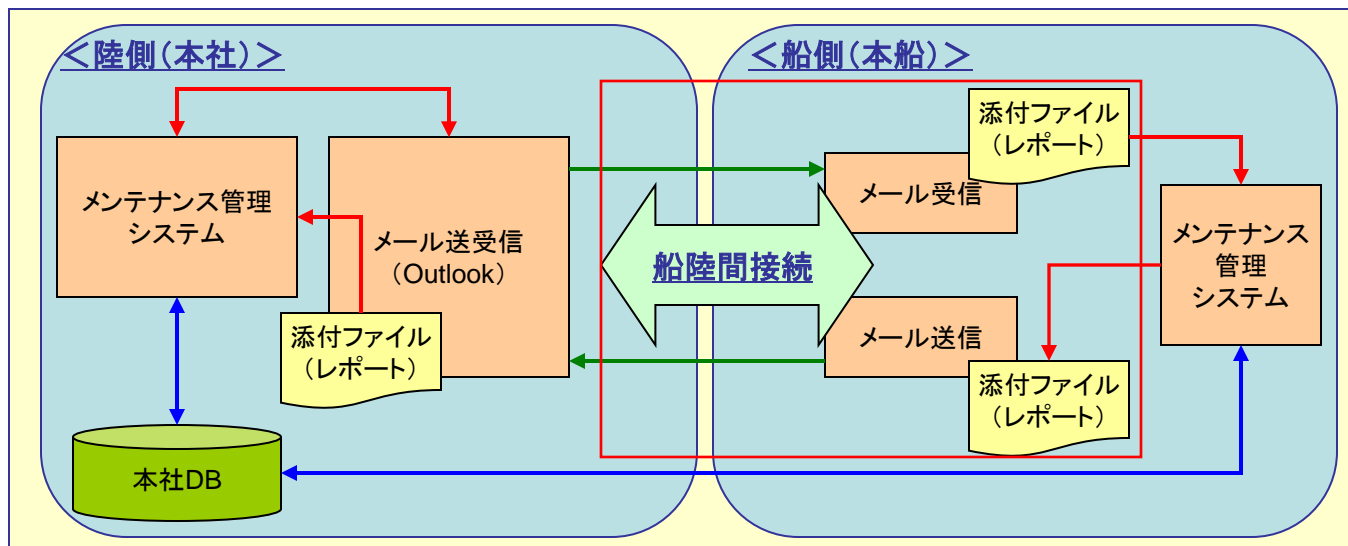 ＜陸側（本社）＞
メンテナンス管理
システム
メール送受信
（Outlook）
添付ファイル
（レポート）
本社DB
船陸間接続
＜船側（本船）＞
添付ファイル
（レポート）
メール受信
メンテナンス
管理
システム
メール送信
添付ファイル
（レポート）